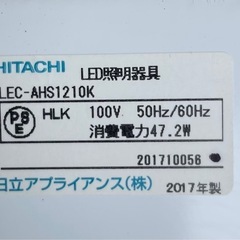 HITACHI LED照明器具
LEC-AHS1210K
PS
E
HLK 100V 50Hz/60Hz
消費電力47.2W
201710056
日立アプライアンス(株) 2017年製